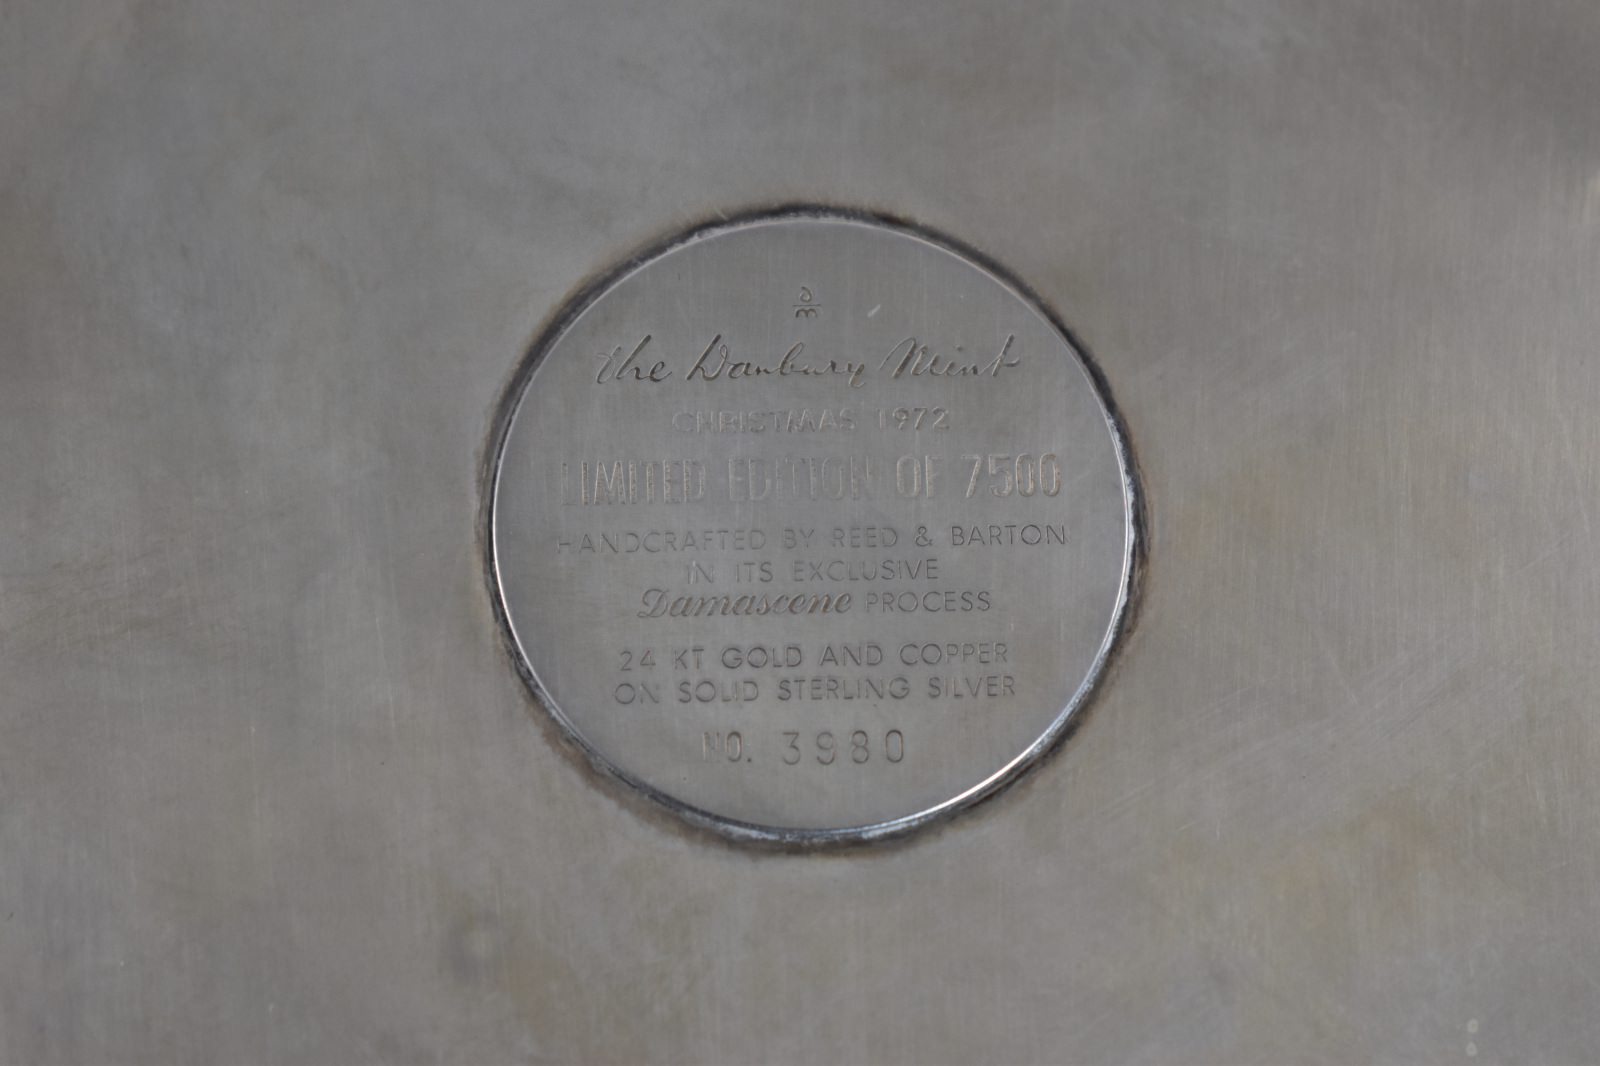 dm
The Danbury Mint
CHRISTMAS 1972
LIMITED EDITION OF 7500
HANDCRAFTED BY REED & BARTON
IN ITS EXCLUSIVE
Damascene PROCESS
24 KT GOLD AND COPPER
ON SOLID STERLING SILVER
NO. 3980